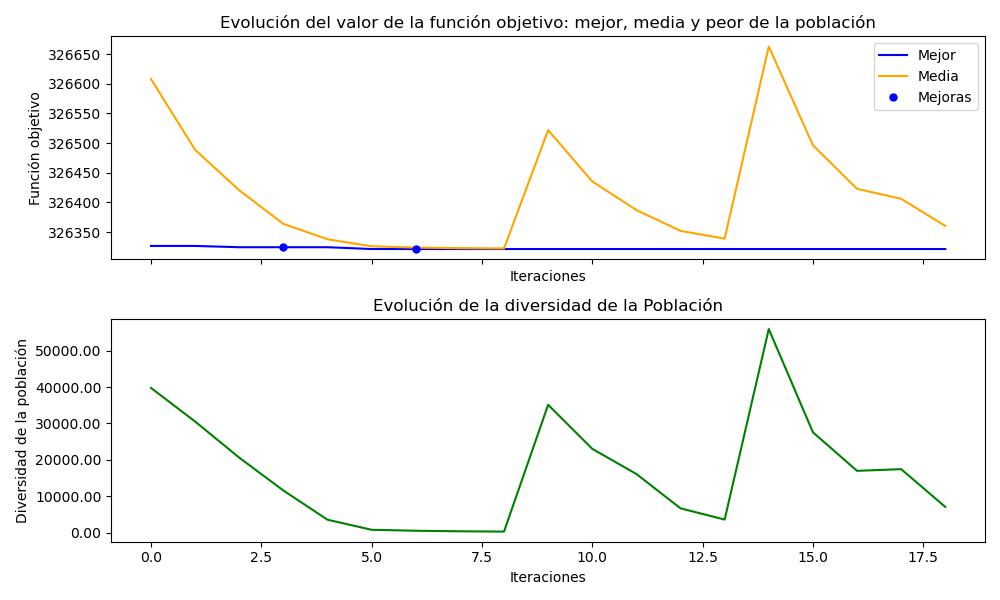 Evolución del valor de la función objetivo: mejor, media y peor de la población
326650
326600
326550
326500
326450
326400
326350
Función objetivo
Mejor
Media
Mejoras
Iteraciones
Evolución de la diversidad de la Población
50000.00
40000.00
30000.00
20000.00
10000.00
0.00
Diversidad de la población
0.0 2.5 5.0 7.5 10.0 12.5 15.0 17.5
Iteraciones